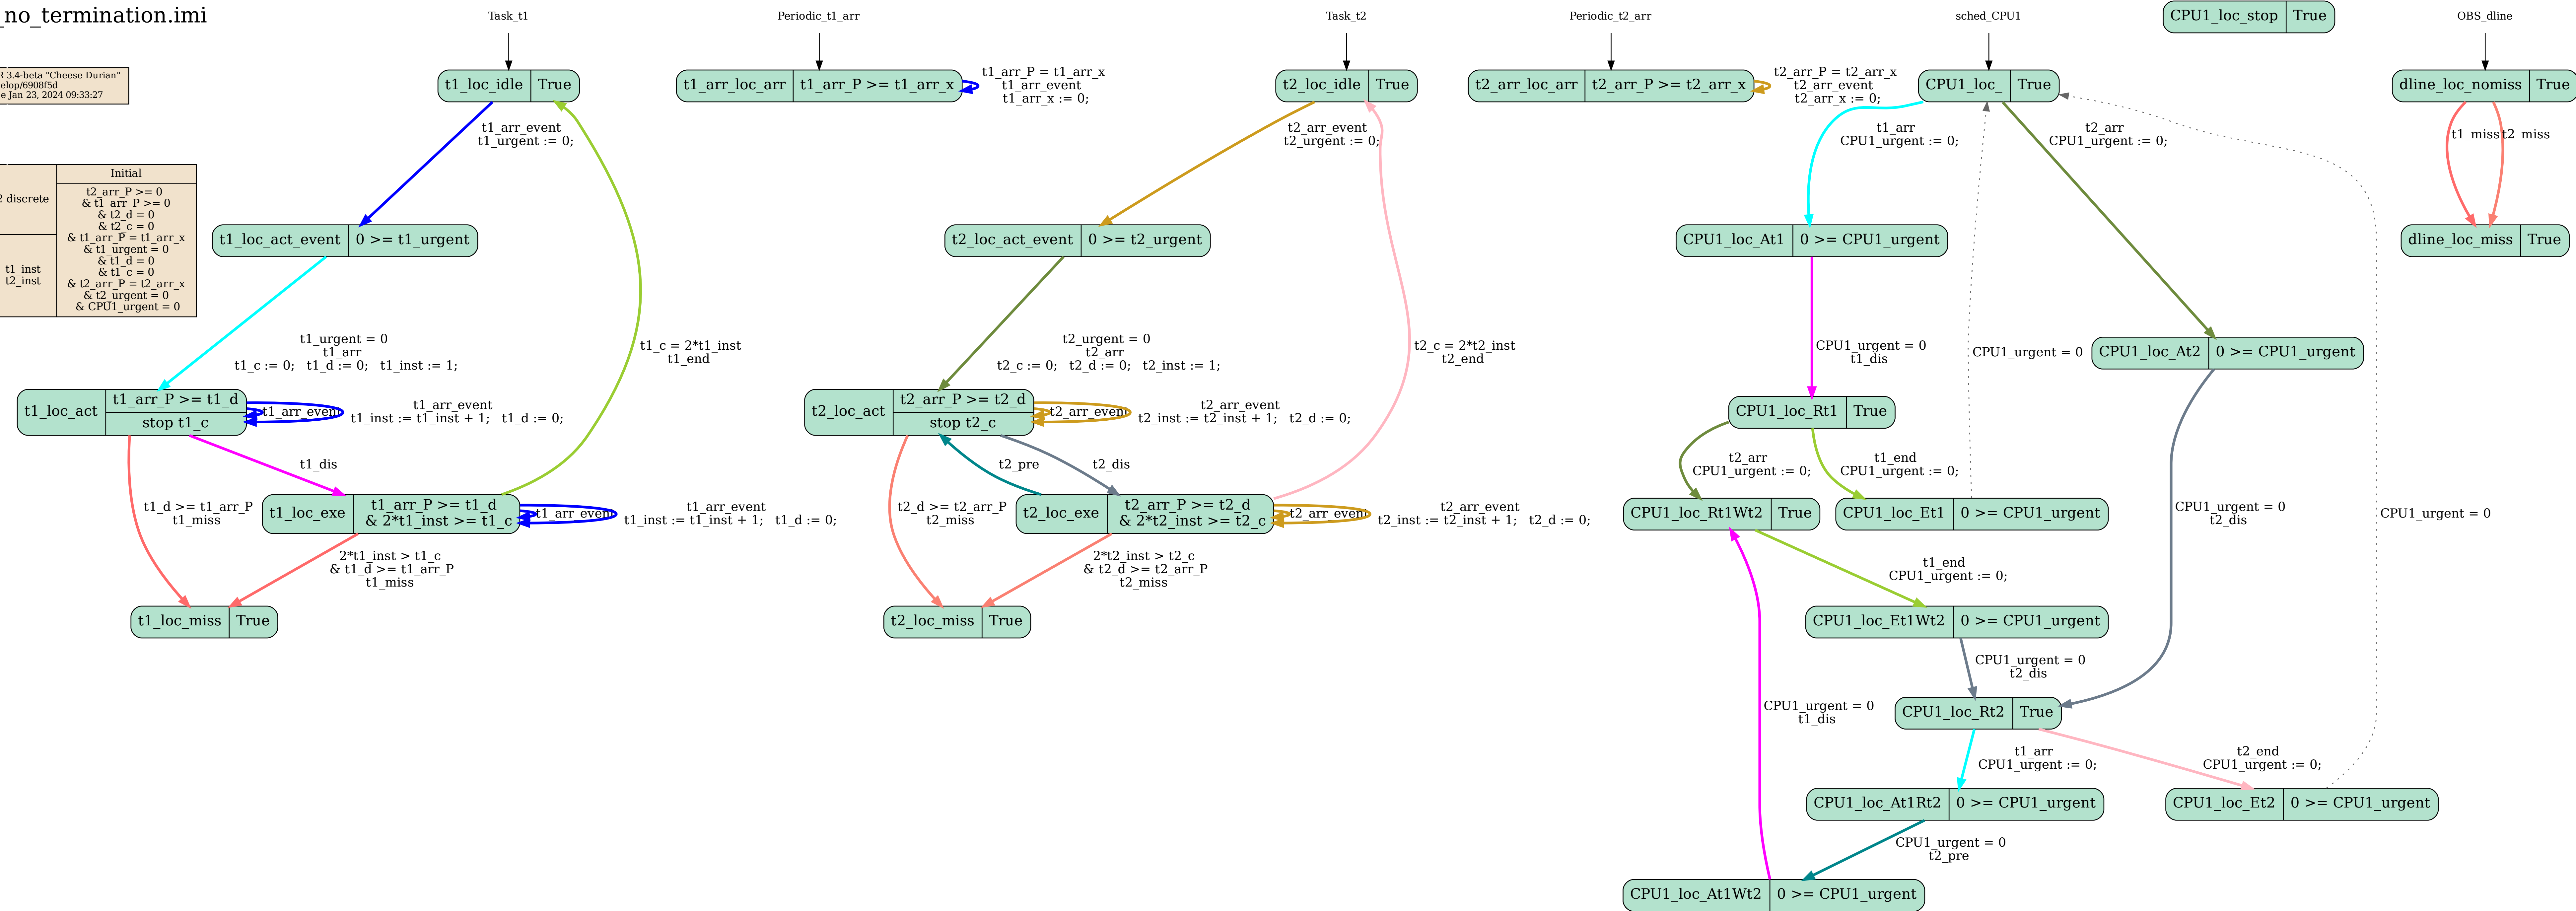 _no_termination.imi
R 3.4-beta "Cheese Durian"
elop/6908f5d
e Jan 23, 2024 09:33:27
2 discrete
t1_inst
t2_inst
Initial
t2_arr_P >= 0
& t1_arr_P >= 0
& t2_d = 0
& t2_c = 0
& t1_arr_P = t1_arr_x
& t1_urgent = 0
& t1_d = 0
& t1_c = 0
& t2_arr_P = t2_arr_x
& t2_urgent = 0
& CPU1_urgent = 0
Task_t1
t1_loc_idle True
t1_arr_event
t1_urgent := 0;
t1_loc_act_event 0 >= t1_urgent
t1_urgent = 0
t1_arr
t1_c := 0; t1_d := 0; t1_inst := 1;
t1_c = 2*t1_inst
t1_end
t1_loc_act
t1_arr_P >= t1_d
stop t1_c
t1_arr_event
t1_arr_event
t1_inst := t1_inst + 1; t1_d := 0;
t1_dis
t1_d >= t1_arr_P
t1_miss
t1_loc_exe
t1_arr_P >= t1_d
& 2*t1_inst >= t1_c
t1_arr_event
t1_arr_event
t1_inst := t1_inst + 1; t1_d := 0;
2*t1_inst > t1_c
& t1_d >= t1_arr_P
t1_miss
t1_loc_miss True
Periodic_t1_arr
t1_arr_loc_arr t1_arr_P >= t1_arr_x
t1_arr_P = t1_arr_x
t1_arr_event
t1_arr_x := 0;
Task_t2
t2_loc_idle True
t2_arr_event
t2_urgent := 0;
t2_loc_act_event 0 >= t2_urgent
t2_urgent = 0
t2_arr
t2_c := 0; t2_d := 0; t2_inst := 1;
t2_c = 2*t2_inst
t2_end
t2_loc_act
t2_arr_P >= t2_d
stop t2_c
t2_arr_event
t2_arr_event
t2_inst := t2_inst + 1; t2_d := 0;
t2_pre
t2_dis
t2_d >= t2_arr_P
t2_miss
t2_loc_exe
t2_arr_P >= t2_d
& 2*t2_inst >= t2_c
t2_arr_event
t2_arr_event
t2_inst := t2_inst + 1; t2_d := 0;
2*t2_inst > t2_c
& t2_d >= t2_arr_P
t2_miss
t2_loc_miss True
Periodic_t2_arr
t2_arr_loc_arr t2_arr_P >= t2_arr_x
t2_arr_P = t2_arr_x
t2_arr_event
t2_arr_x := 0;
sched_CPU1
CPU1_loc_ True
t1_arr
CPU1_urgent := 0;
t2_arr
CPU1_urgent := 0;
CPU1_loc_At1 0 >= CPU1_urgent
CPU1_urgent = 0
t1_dis
CPU1_urgent = 0
CPU1_loc_At2 0 >= CPU1_urgent
CPU1_loc_Rt1 True
t2_arr
CPU1_urgent := 0;
t1_end
CPU1_urgent := 0;
CPU1_loc_Rt1Wt2 True
CPU1_loc_Et1 0 >= CPU1_urgent
CPU1_urgent = 0
t2_dis
CPU1_urgent = 0
t1_end
CPU1_urgent := 0;
CPU1_loc_Et1Wt2 0 >= CPU1_urgent
CPU1_urgent = 0
t2_dis
CPU1_urgent = 0
t1_dis
CPU1_loc_Rt2 True
t1_arr
CPU1_urgent := 0;
t2_end
CPU1_urgent := 0;
CPU1_loc_At1Rt2 0 >= CPU1_urgent
CPU1_loc_Et2 0 >= CPU1_urgent
CPU1_urgent = 0
t2_pre
CPU1_loc_At1Wt2 0 >= CPU1_urgent
CPU1_loc_stop True
OBS_dline
dline_loc_nomiss True
t1_miss
t2_miss
dline_loc_miss True